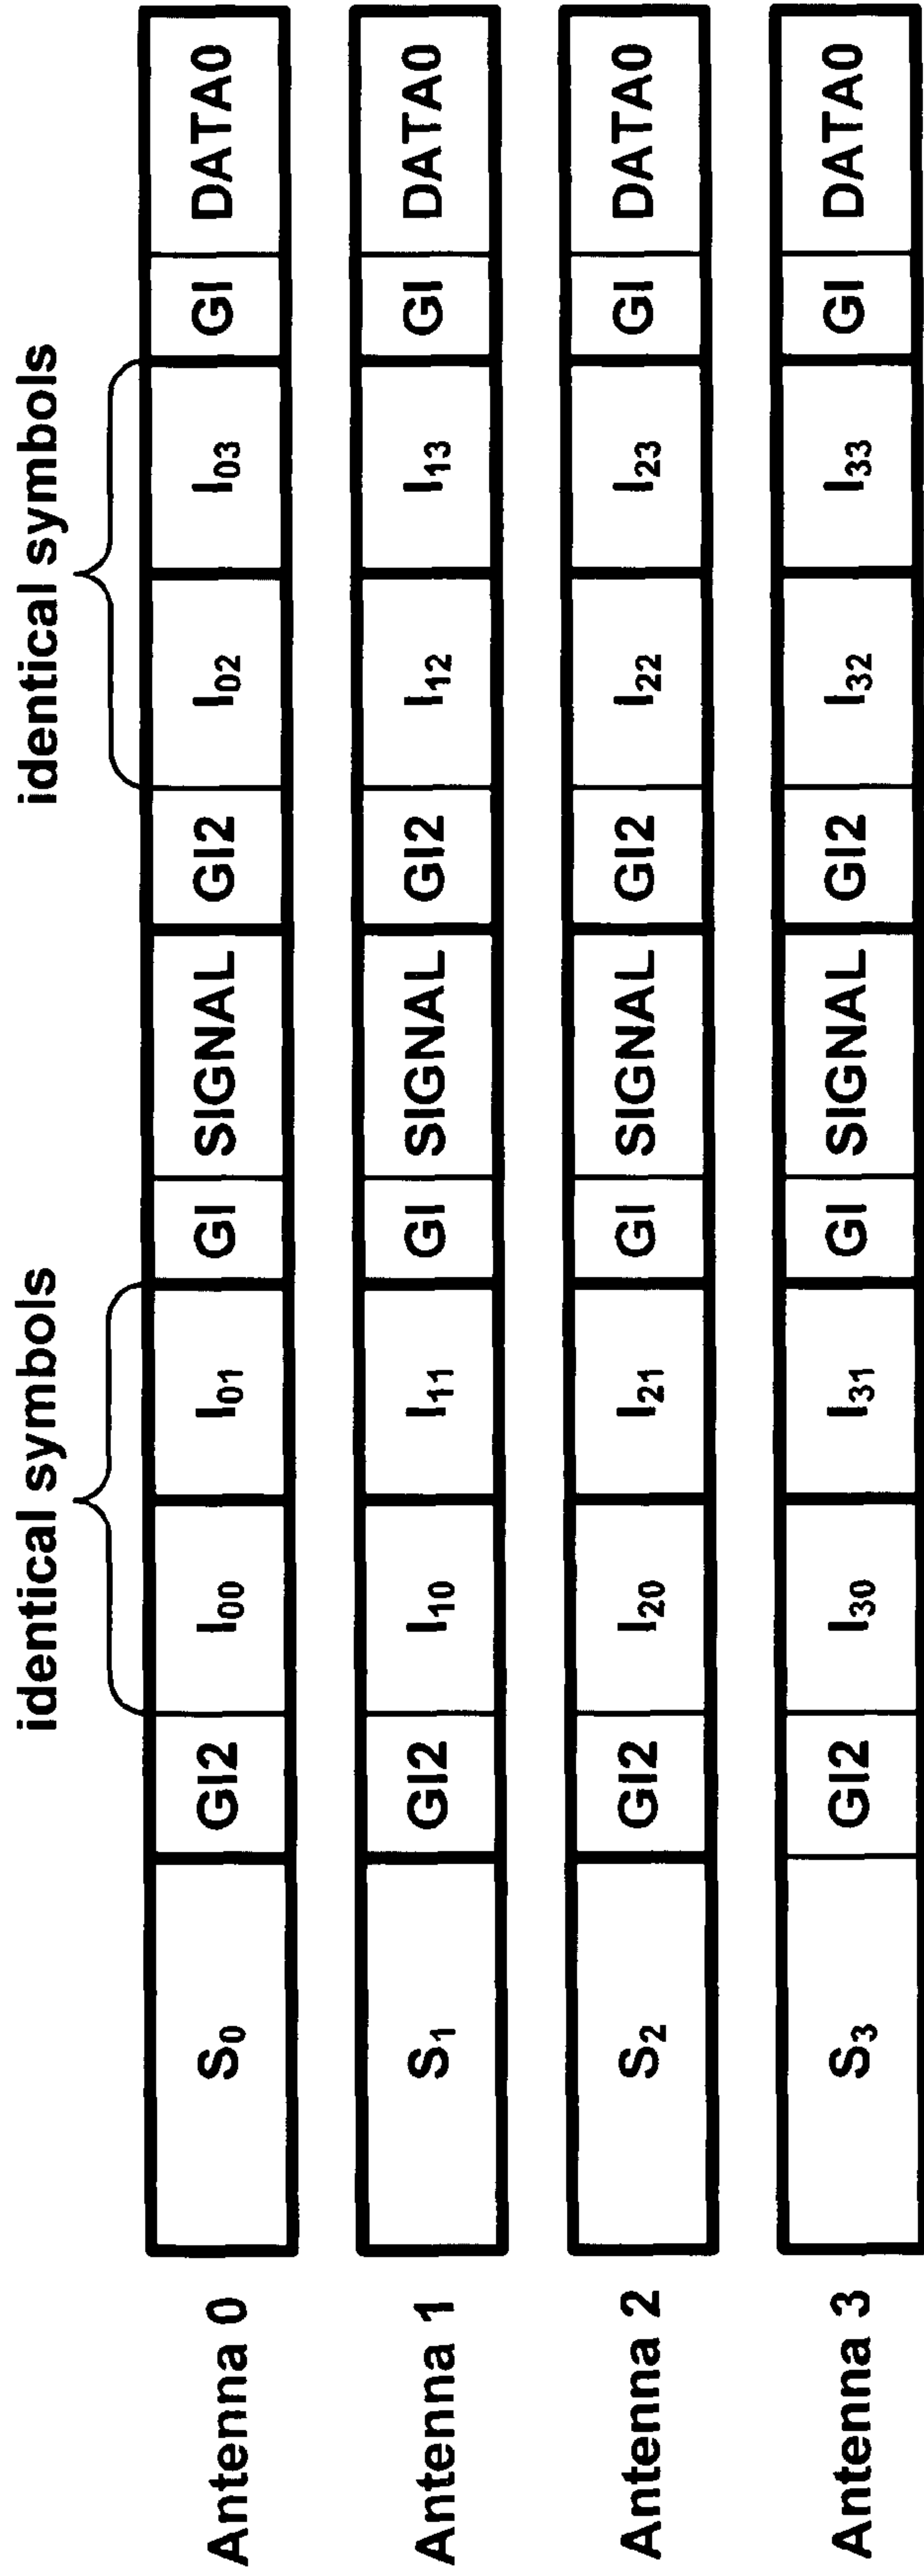 identical symbols identical symbols
Antenna 0 S₀ GI2 I₀₀ I₀₁ GI SIGNAL GI2 I₀₂ I₀₃ GI DATA0
Antenna 1 S₁ GI2 I₁₀ I₁₁ GI SIGNAL GI2 I₁₂ I₁₃ GI DATA0
Antenna 2 S₂ GI2 I₂₀ I₂₁ GI SIGNAL GI2 I₂₂ I₂₃ GI DATA0
Antenna 3 S₃ GI2 I₃₀ I₃₁ GI SIGNAL GI2 I₃₂ I₃₃ GI DATA0